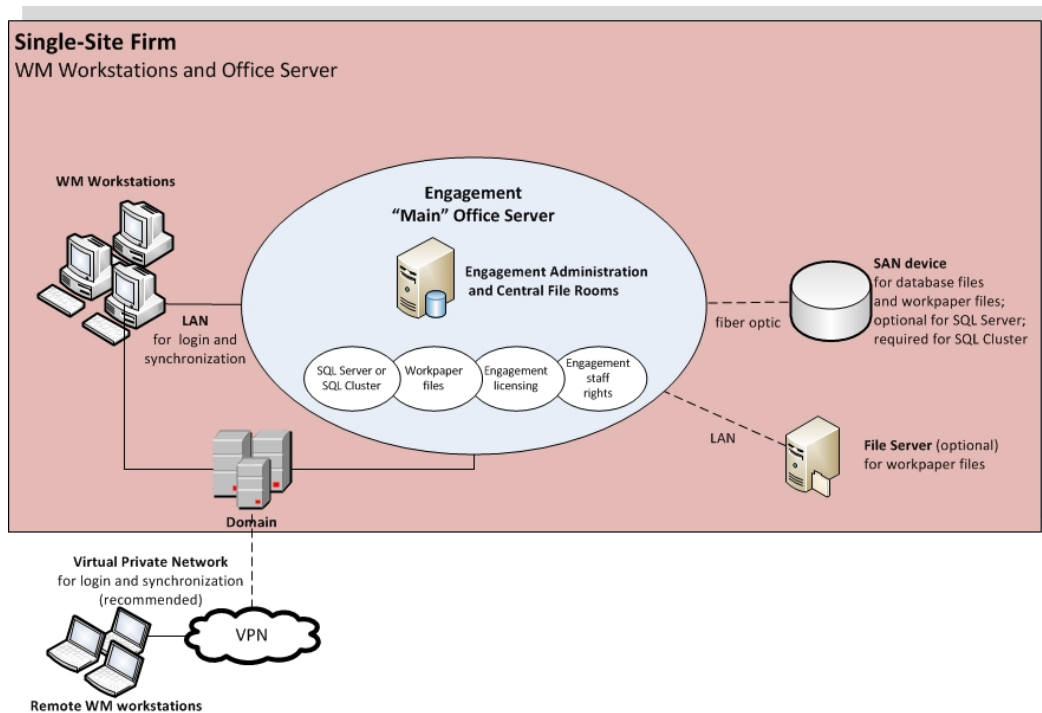 Single-Site Firm
WM Workstations and Office Server
WM Workstations
Engagement
“Main” Office Server
Engagement Administration
and Central File Rooms
LAN
for login and
synchronization
SQL Server or
SQL Cluster
Workpaper
files
Engagement
licensing
Engagement
staff
rights
fiber optic
SAN device
for database files
and workpaper files;
optional for SQL Server;
required for SQL Cluster
LAN
File Server (optional)
for workpaper files
Domain
Virtual Private Network
for login and synchronization
(recommended)
VPN
Remote WM workstations